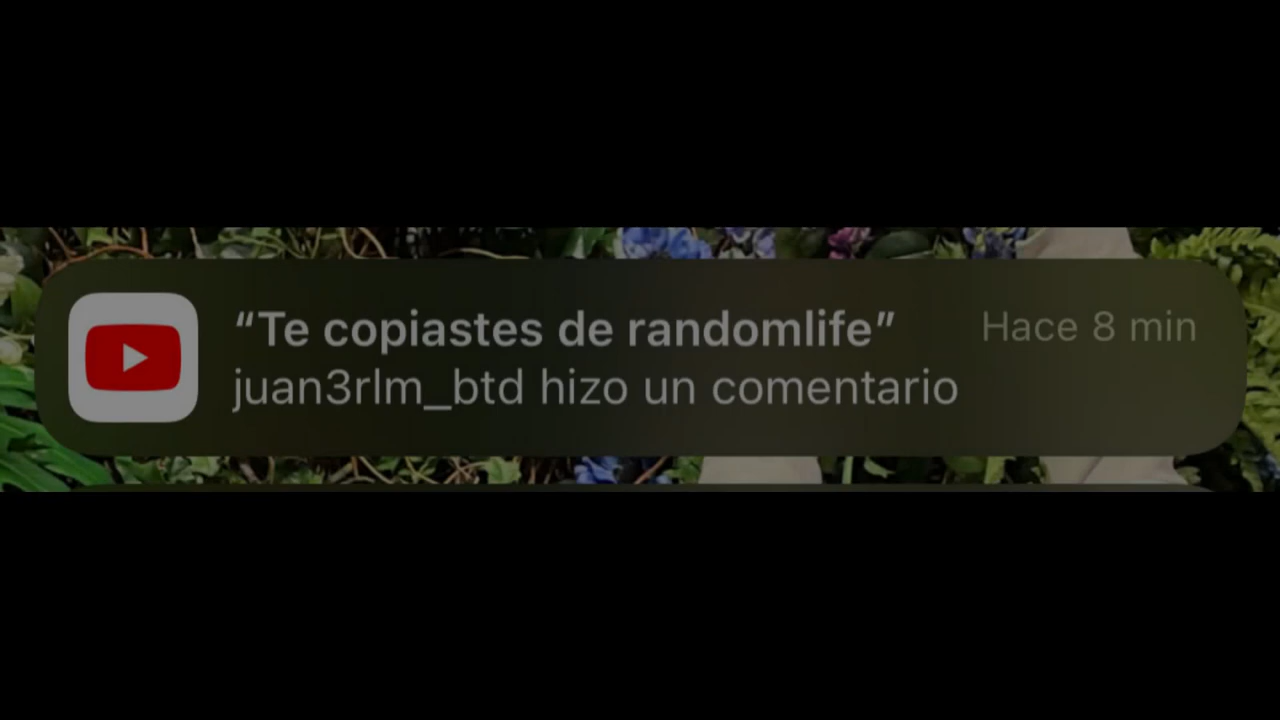 “Te copiastes de randomlife”
Hace 8 min
juan3rlm_btd hizo un comentario